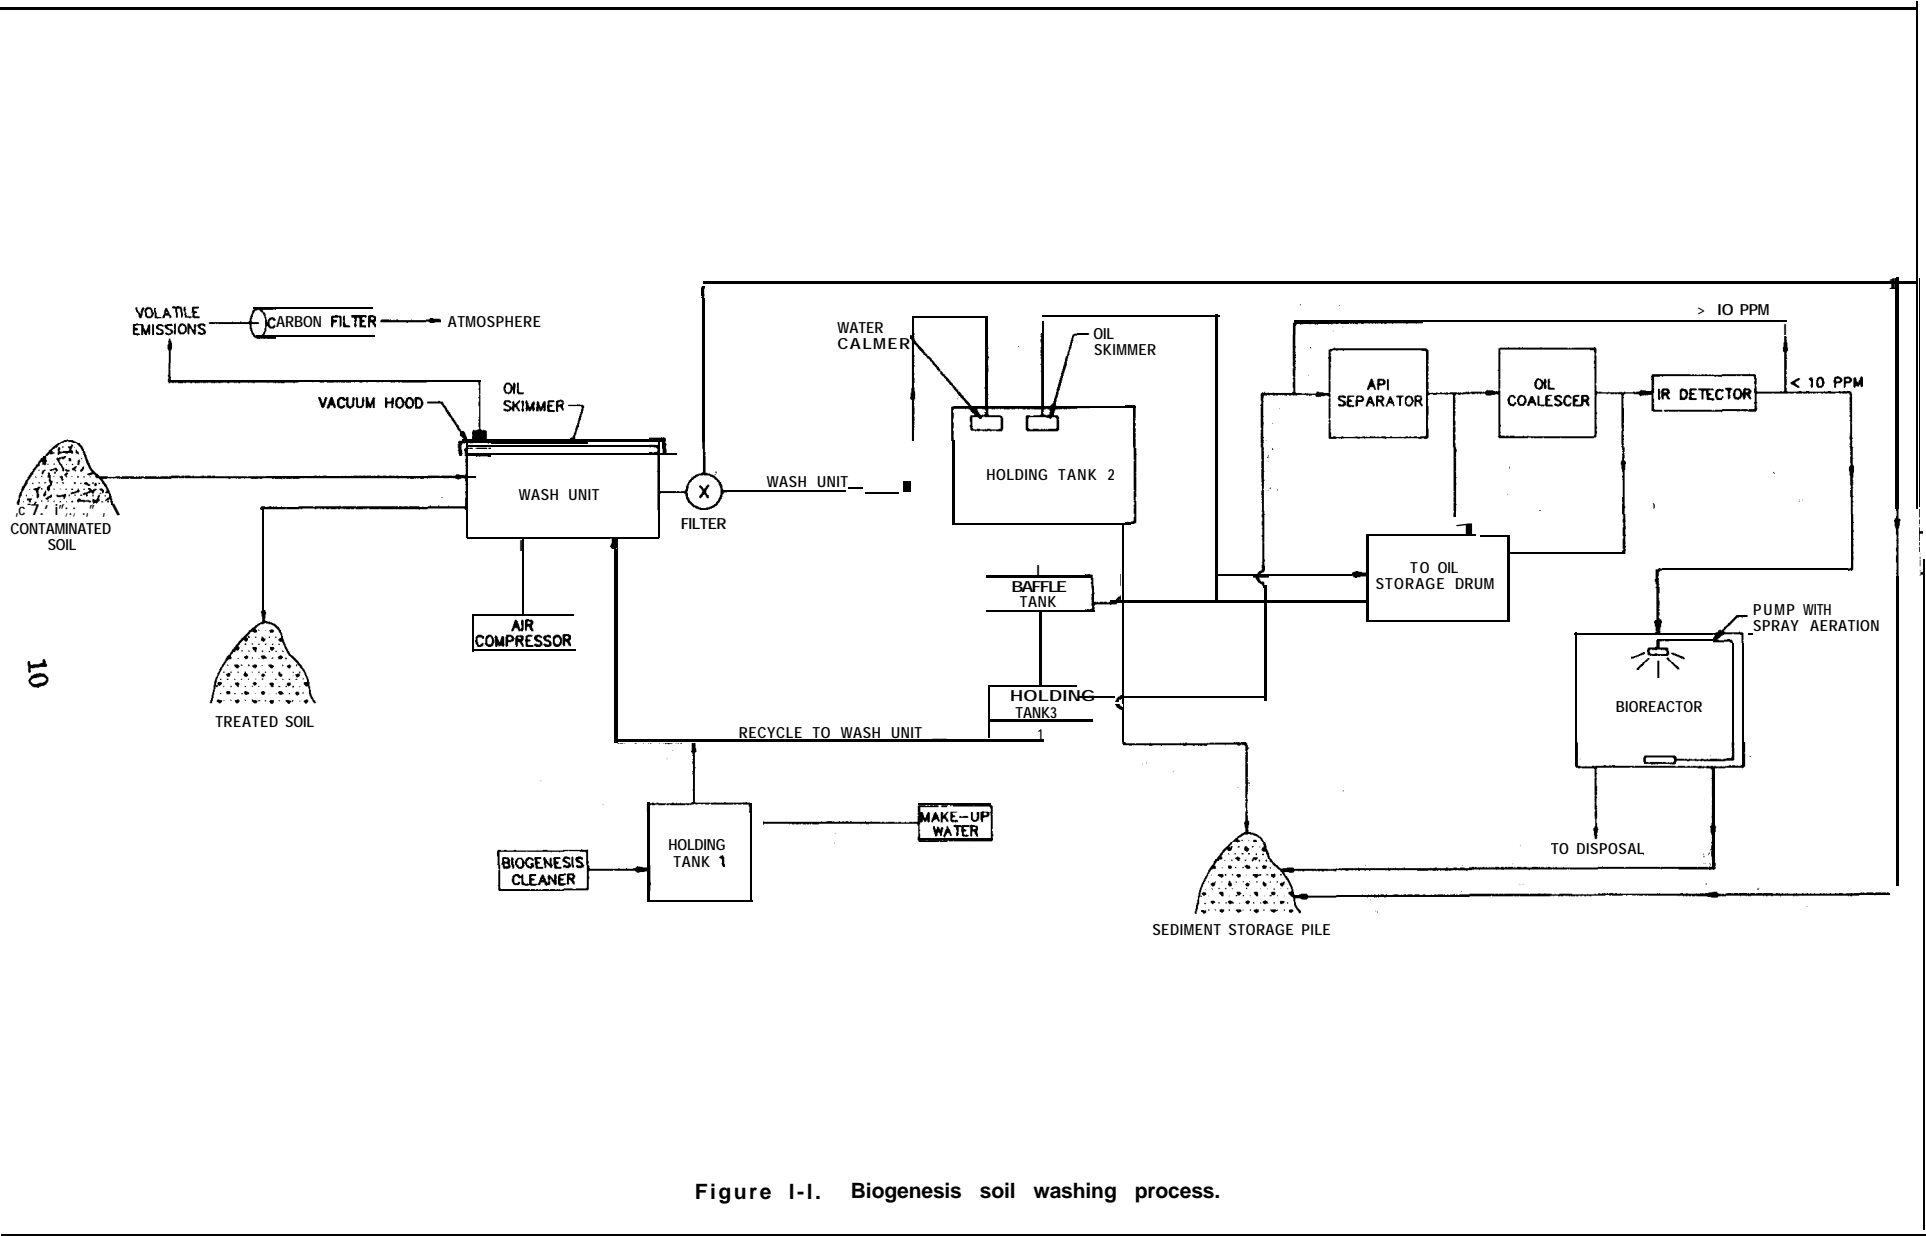 > IO PPM
VOLATILE
EMISSIONS
CARBON FILTER
ATMOSPHERE
WATER
CALMER
OIL
SKIMMER
API
SEPARATOR
OIL
COALESCER
IR DETECTOR
< 10 PPM
VACUUM HOOD
OIL
SKIMMER
WASH UNIT
X
FILTER
WASH UNIT
HOLDING TANK 2
CONTAMINATED
SOIL
AIR
COMPRESSOR
BAFFLE
TANK
TO OIL
STORAGE DRUM
PUMP WITH
SPRAY AERATION
10
TREATED SOIL
HOLDING
TANK3
RECYCLE TO WASH UNIT
1
BIOREACTOR
HOLDING
TANK 1
MAKE-UP
WATER
BIOGENESIS
CLEANER
TO DISPOSAL
SEDIMENT STORAGE PILE
Figure I-I. Biogenesis soil washing process.